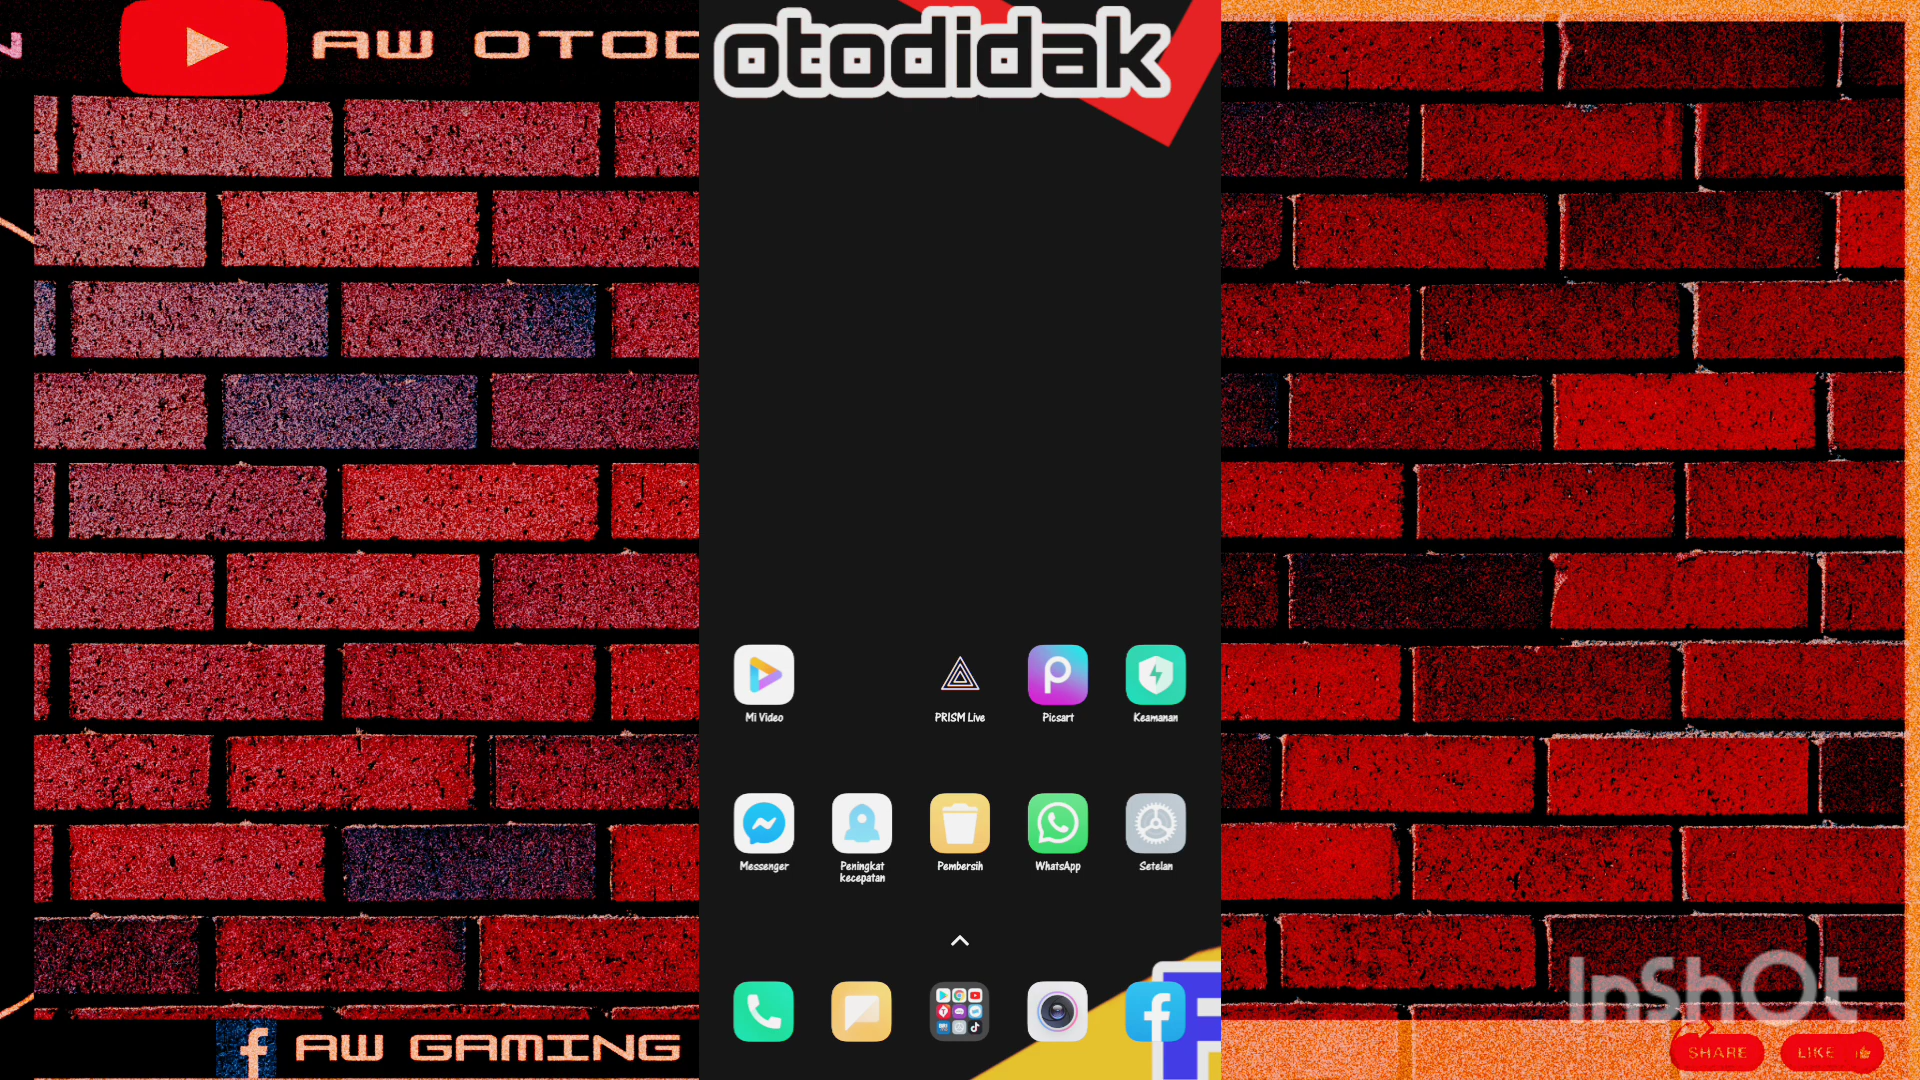 AW OTOD
otodidak
Mi Video
PRISM Live
Picsart
Keamanan
Messenger
Peningkat
kecepatan
Pembersih
WhatsApp
Setelan
AW GAMING
InShOt
SHARE
LIKE